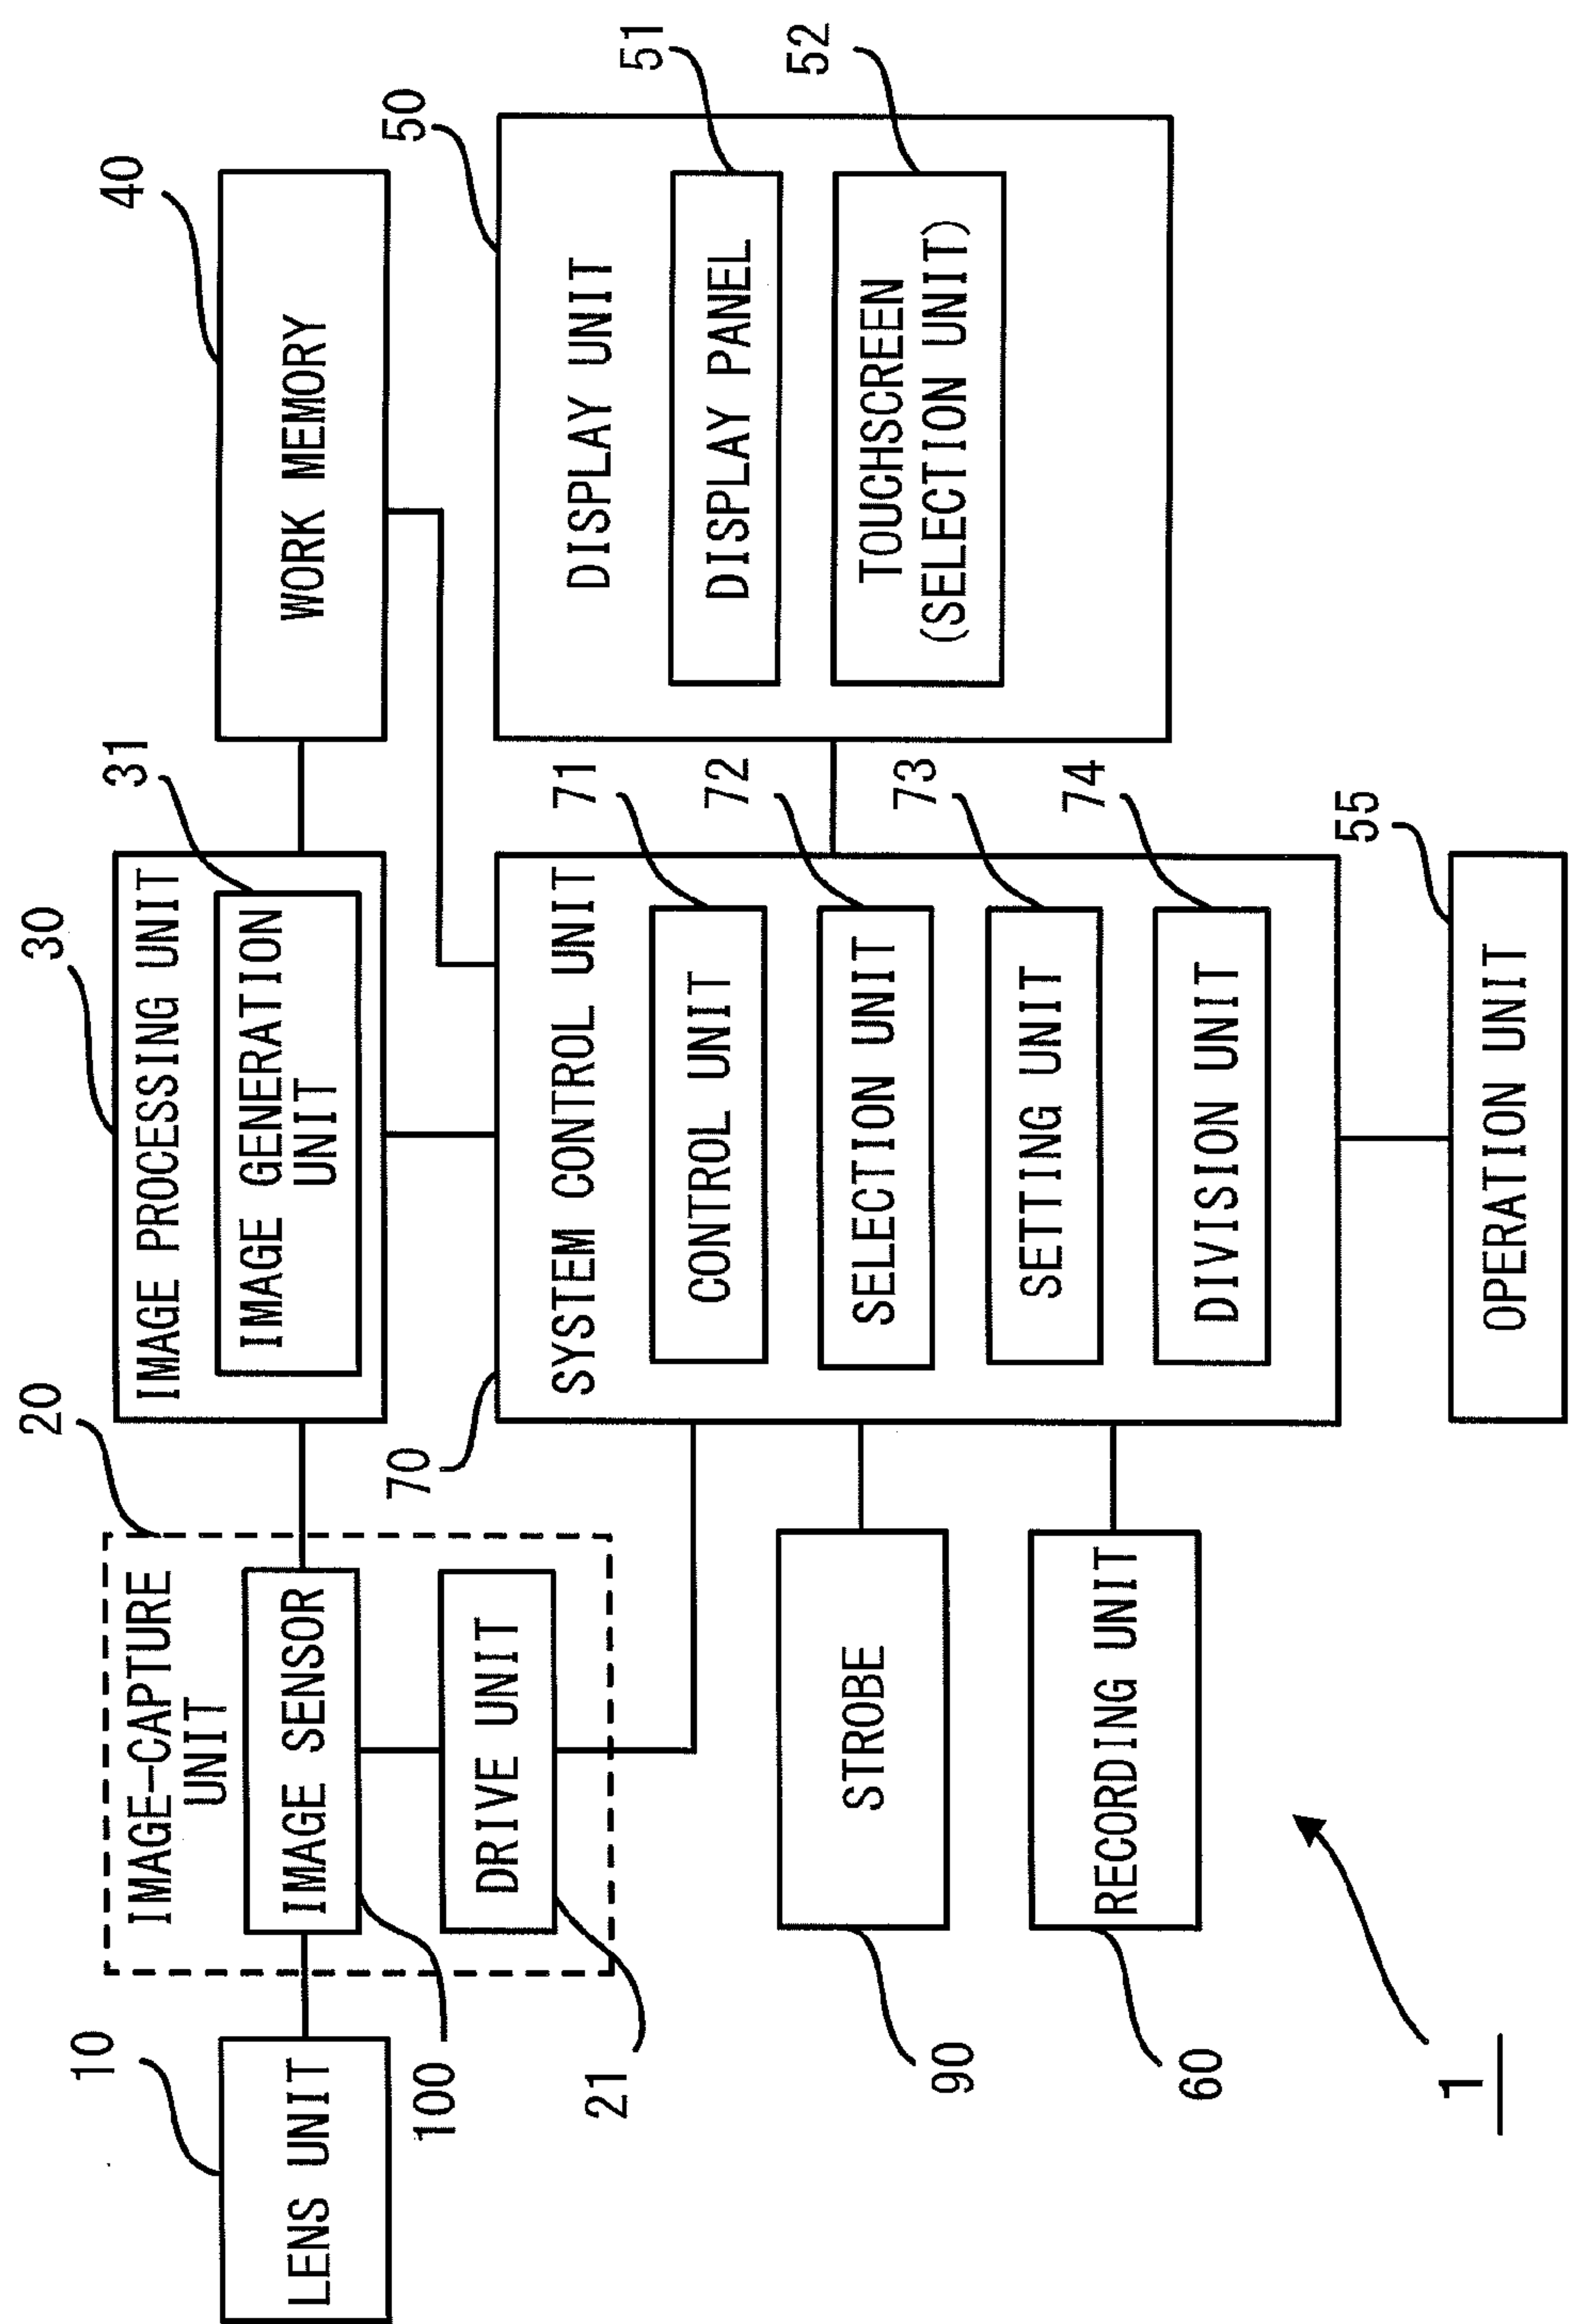 10
LENS UNIT
20
IMAGE-CAPTURE
UNIT
IMAGE SENSOR
100
DRIVE UNIT
21
30
IMAGE PROCESSING UNIT
31
IMAGE GENERATION
UNIT
40
WORK MEMORY
70
SYSTEM CONTROL UNIT
71
CONTROL UNIT
72
SELECTION UNIT
73
SETTING UNIT
74
DIVISION UNIT
50
DISPLAY UNIT
51
DISPLAY PANEL
52
TOUCHSCREEN
(SELECTION UNIT)
STROBE
90
RECORDING UNIT
60
55
OPERATION UNIT
1